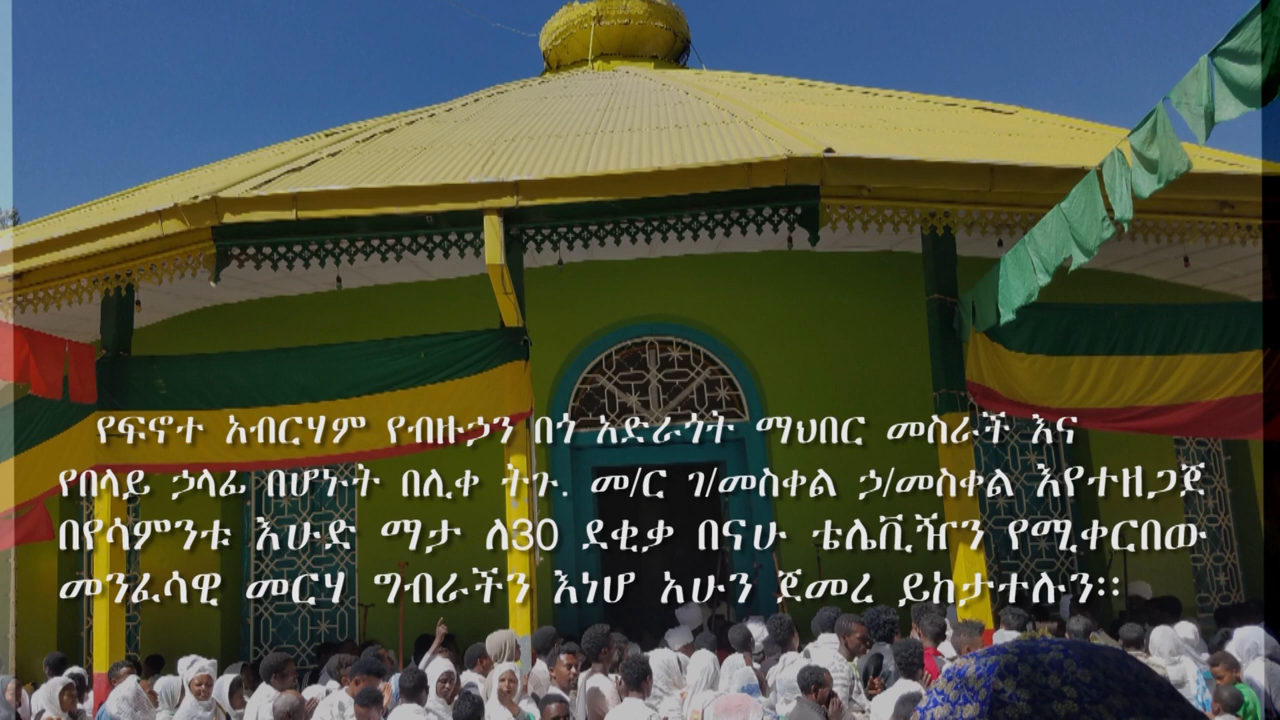 የፍኖተ አብርሃም የብዙኃን በጎ አድራጎት ማህበር መስራች እና
የበላይ ኃላፊ በሆኑት በሊቀ ትጉ. መ/ር ገ/መስቀል ኃ/መስቀል እየተዘጋጀ
በየሳምንቱ እሁድ ማታ ለ30 ደቂቃ በናሁ ቴሌቪዥን የሚቀርበው
መንፈሳዊ መርሃ ግብራችን እነሆ አሁን ጀመረ ይከታተሉን፡፡